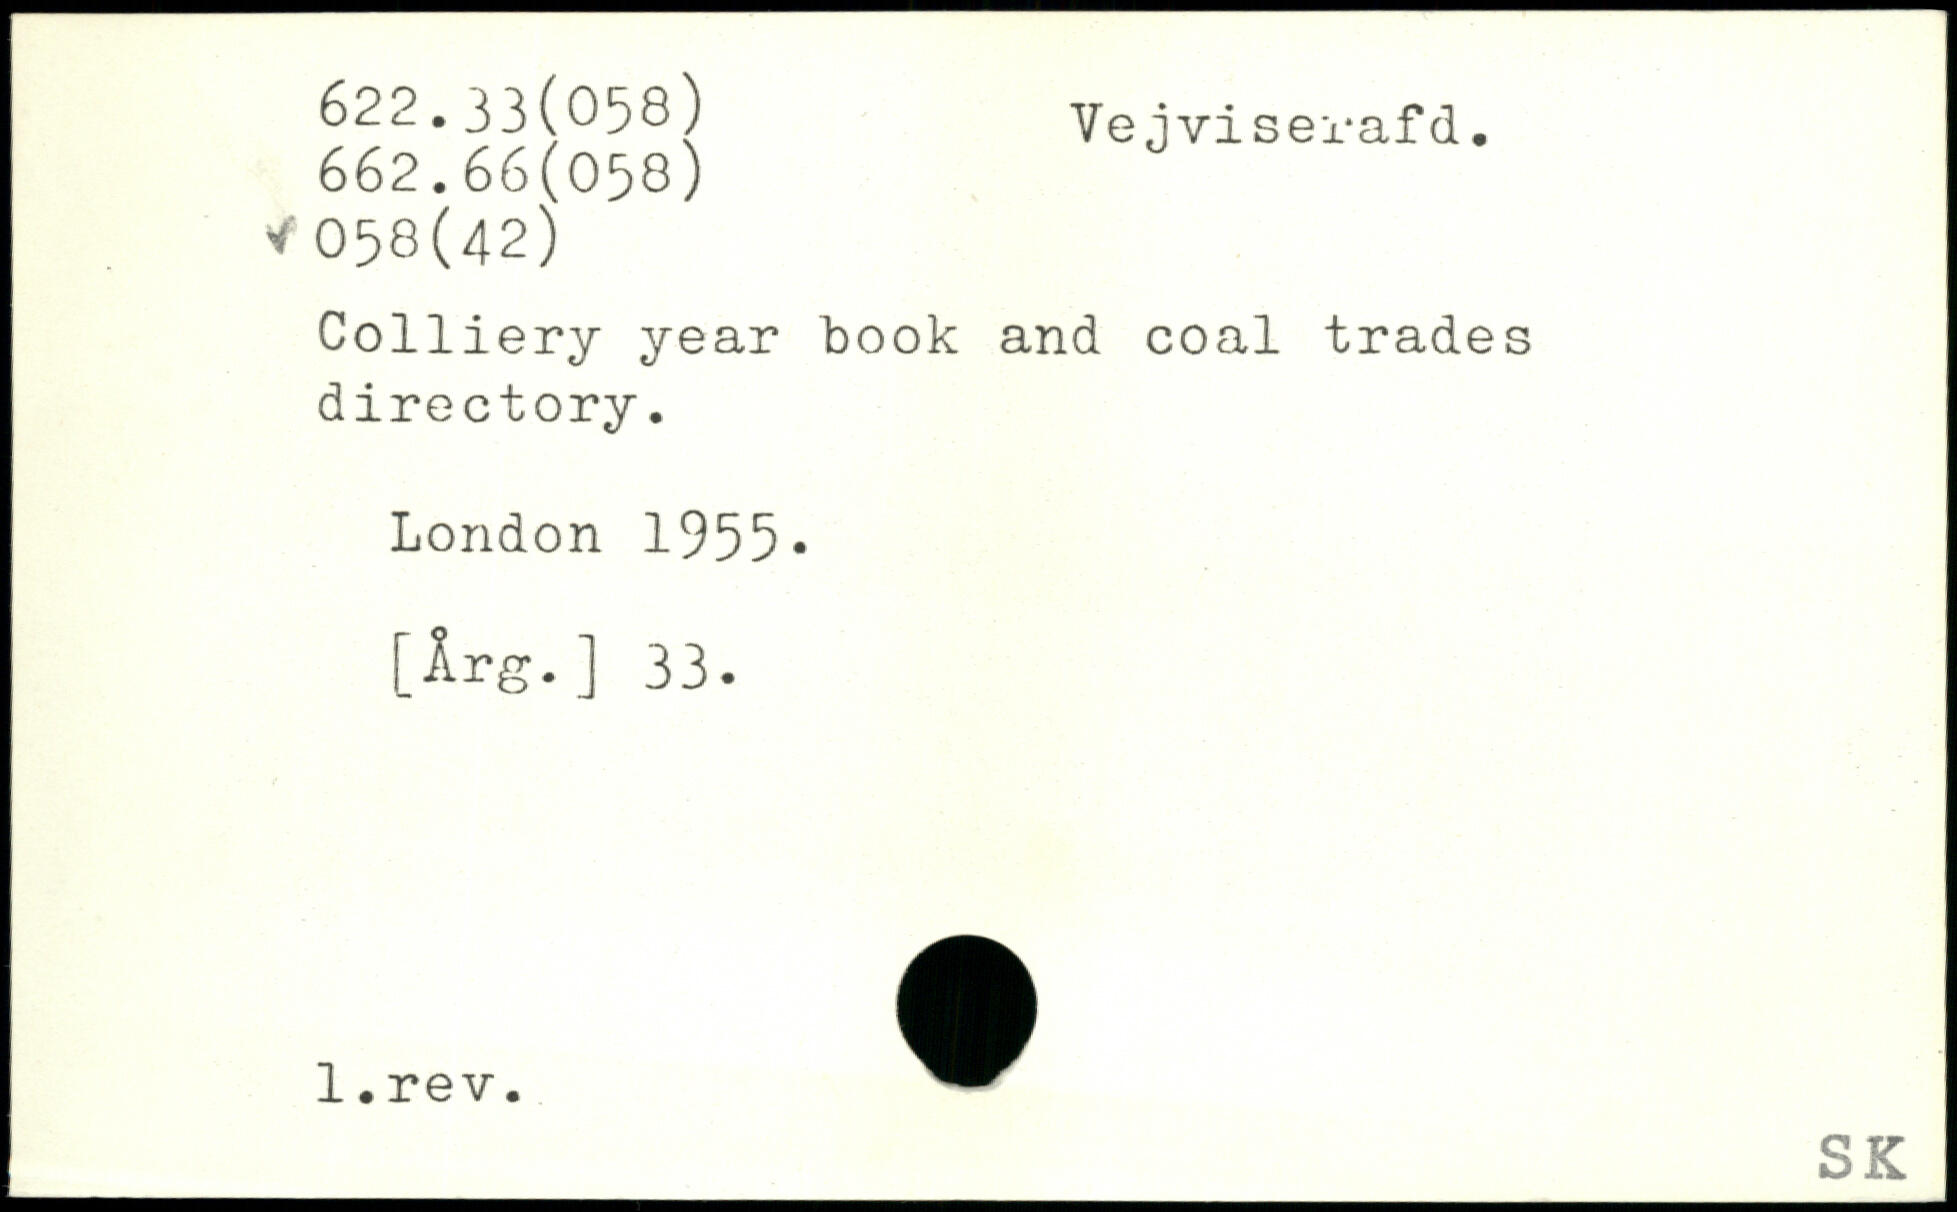 622.33(058)
Vejviserafd.
662.66(058)
058(42)
Colliery year book and coal trades
directory.
London 1955.
[Årg.] 33.
1.rev.
SK